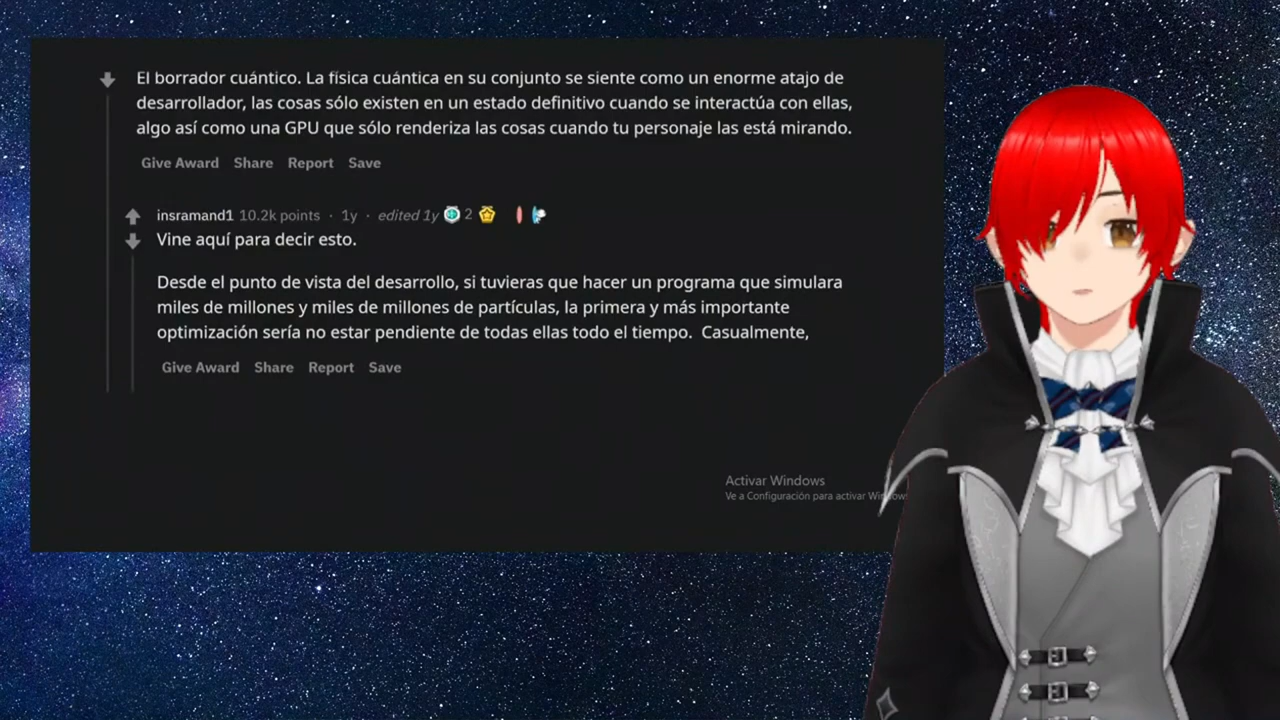 El borrador cuántico. La física cuántica en su conjunto se siente como un enorme atajo de
desarrollador, las cosas sólo existen en un estado definitivo cuando se interactúa con ellas,
algo así como una GPU que sólo renderiza las cosas cuando tu personaje las está mirando.
Give Award Share Report Save
insramand1 10.2k points · 1y · edited 1y 2
Vine aquí para decir esto.
Desde el punto de vista del desarrollo, si tuvieras que hacer un programa que simulara
miles de millones y miles de millones de partículas, la primera y más importante
optimización sería no estar pendiente de todas ellas todo el tiempo. Casualmente,
Give Award Share Report Save
Activar Windows
Ve a Configuración para activar Windows